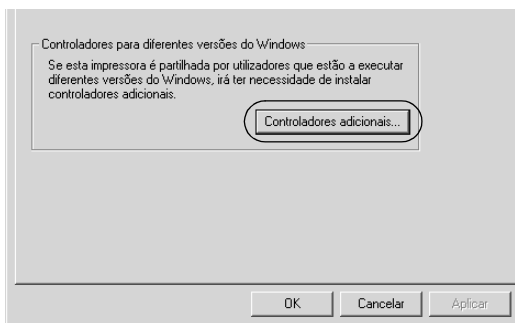 Controladores para diferentes versões do Windows
Se esta impressora é partilhada por utilizadores que estão a executar
diferentes versões do Windows, irá ter necessidade de instalar
controladores adicionais.
Controladores adicionais...
OK
Cancelar
Aplicar